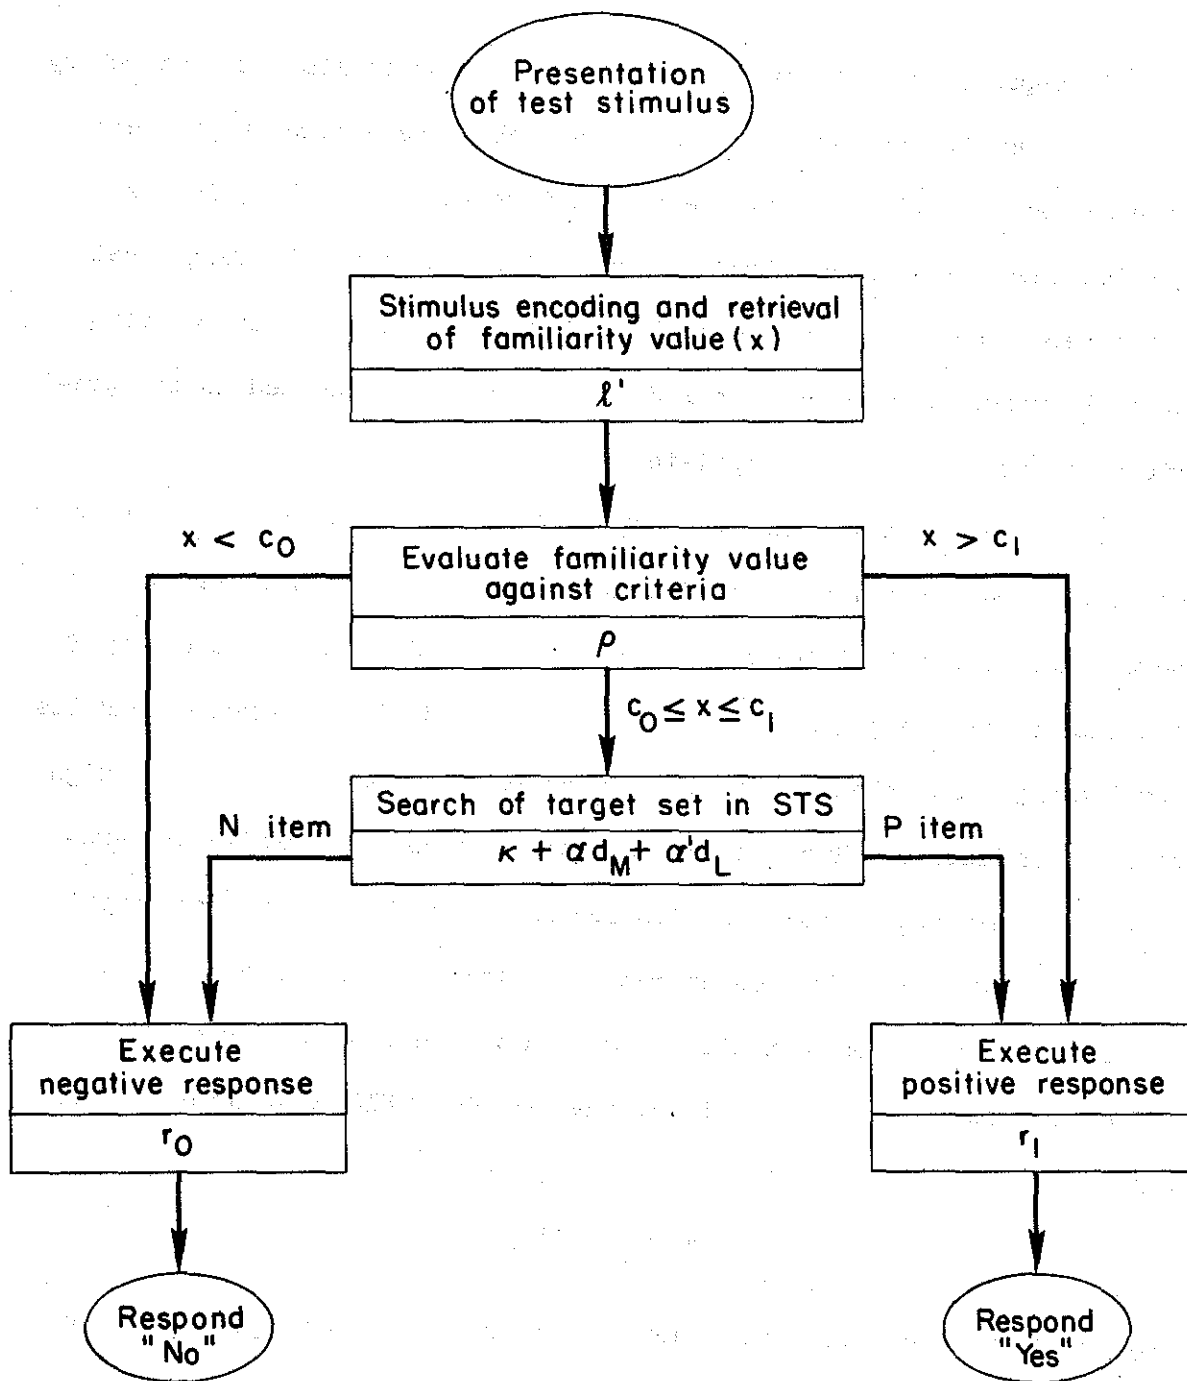 Presentation
of test stimulus
Stimulus encoding and retrieval
of familiarity value (x)
ℓ'
x < c₀
Evaluate familiarity value
against criteria
x > c₁
ρ
c₀ ≤ x ≤ c₁
Search of target set in STS
N item
κ + α d_M + α' d_L
P item
Execute
negative response
r₀
Execute
positive response
r₁
Respond
"No"
Respond
"Yes"